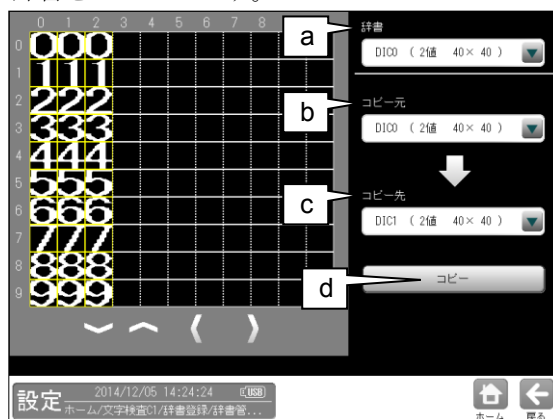 0 1 2 3 4 5 6 7 8
0 000
1 111
2 222
3 333
4 444
5 555
6 666
7 777
8 888
9 999
a
辞書
DIC0 ( 2値 40× 40 )
b
コピー元
DIC0 ( 2値 40× 40 )
c
コピー先
DIC1 ( 2値 40× 40 )
d
コピー
設定
2014/12/05 14:24:24
USB
ホーム/文字検査C1/辞書登録/辞書管...
ホーム
戻る